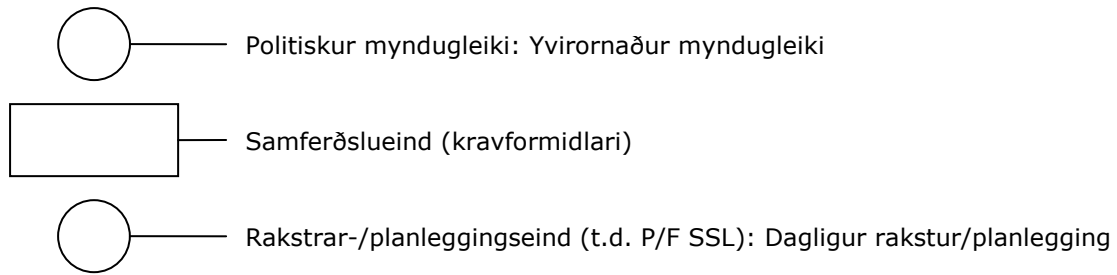 Politiskur myndugleiki: Yvirornaður myndugleiki
Samferðslueind (kravformidlari)
Rakstrar-/planleggingseind (t.d. P/F SSL): Dagligur rakstur/planlegging